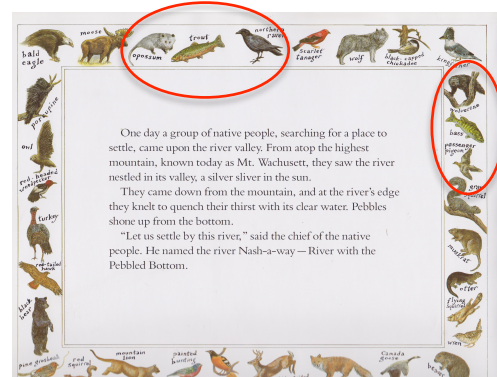 moose
opossum
trout
northern
scarlet
tanager
wolf
black-capped
chickadee
kingfisher
bald
eagle
porcupine
owl
red-headed
woodpecker
turkey
red-tailed
hawk
black
bear
wolverine
bass
passenger
pigeon
gray
squirrel
muskrat
otter
flying
squirrel
wren
One day a group of native people, searching for a place to
settle, came upon the river valley. From atop the highest
mountain, known today as Mt. Wachusett, they saw the river
nestled in its valley, a silver sliver in the sun.
They came down from the mountain, and at the river's edge
they knelt to quench their thirst with its clear water. Pebbles
shone up from the bottom.
"Let us settle by this river," said the chief of the native
people. He named the river Nash-a-way—River with the
Pebbled Bottom.
pine grosbeak
red
squirrel
mountain
lion
painted
bunting
Canada
goose
beaver